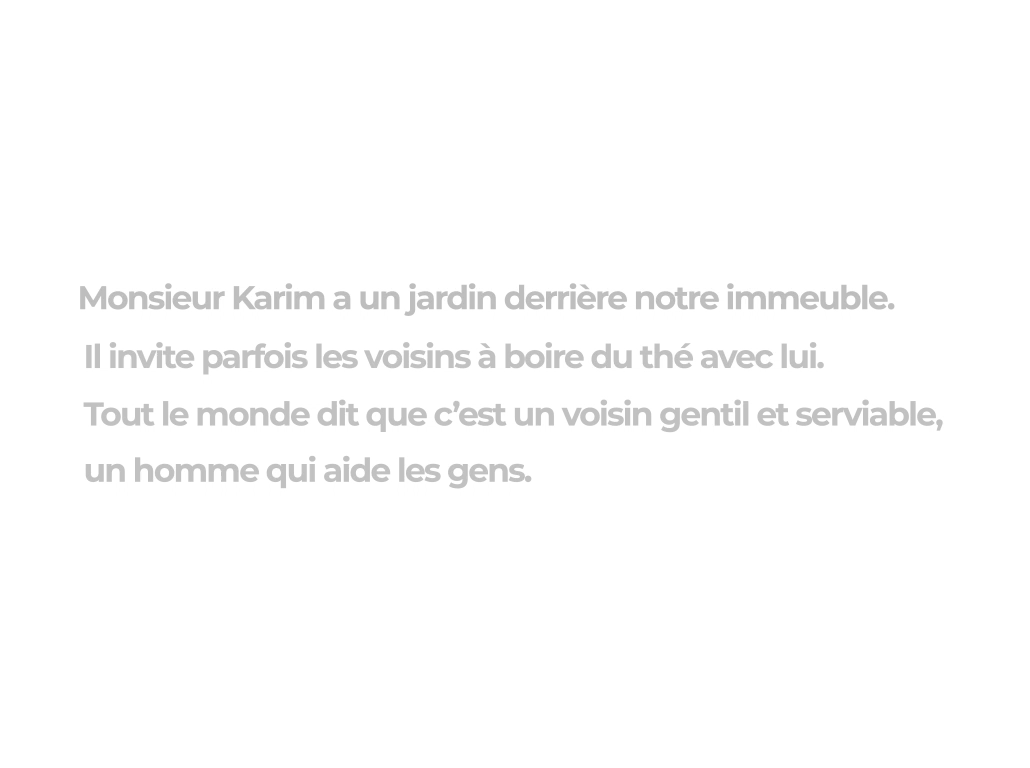 Monsieur Karim a un jardin derrière notre immeuble.
Il invite parfois les voisins à boire du thé avec lui.
Tout le monde dit que c’est un voisin gentil et serviable,
un homme qui aide les gens.